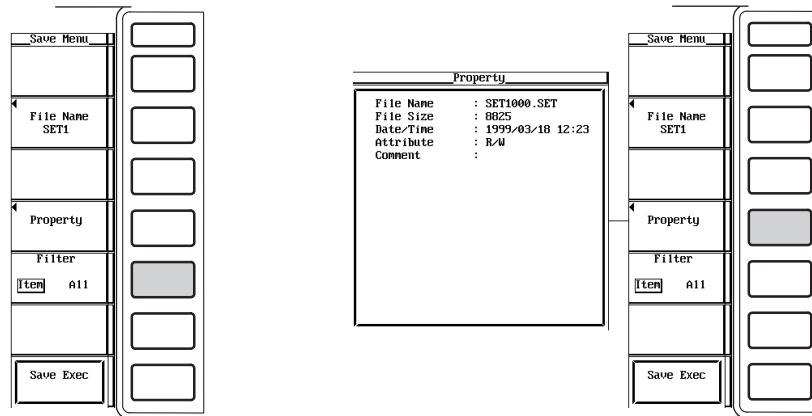 Save Menu
File Name
SET1
Property
Filter
Item All
Save Exec
Property
File Name : SET1000.SET
File Size : 8825
Date/Time : 1999/03/18 12:23
Attribute : R/W
Comment :
Save Menu
File Name
SET1
Property
Filter
Item All
Save Exec